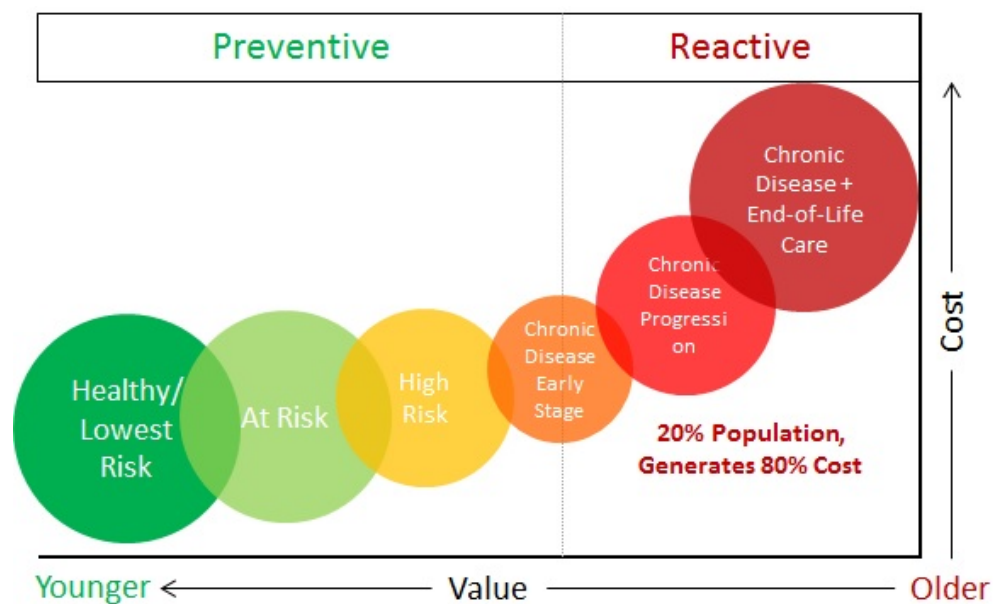 Preventive
Reactive
Chronic
Disease +
End-of-Life
Care
Chronic
Disease
Progressi
on
Chronic
Disease
Early
Stage
High
Risk
At Risk
Healthy/
Lowest
Risk
20% Population,
Generates 80% Cost
Cost
Younger
Value
Older